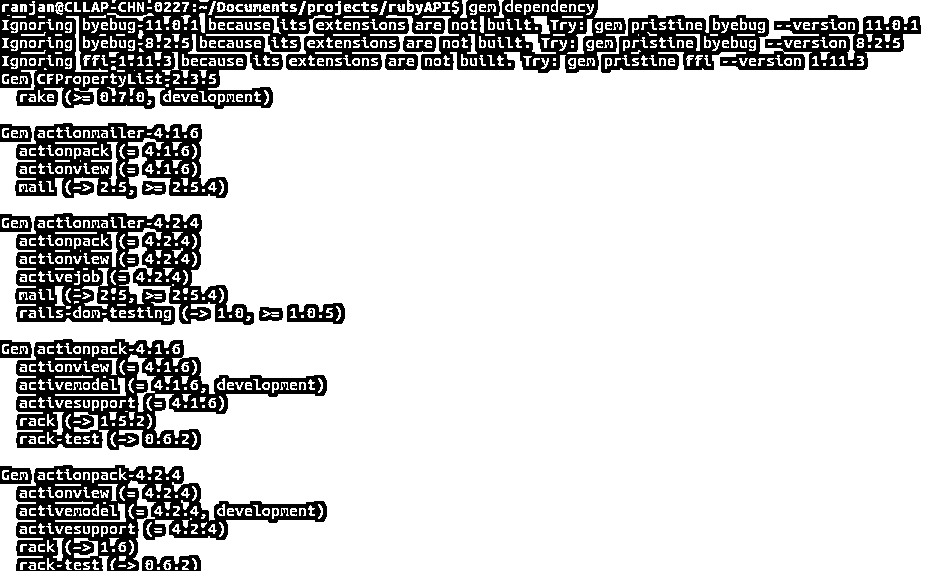 ranjan@CLLAP-CHN-0227:~/Documents/projects/rubyAPI$ gem dependency
Ignoring byebug-11.0.1 because its extensions are not built. Try: gem pristine byebug --version 11.0.1
Ignoring byebug-8.2.5 because its extensions are not built. Try: gem pristine byebug --version 8.2.5
Ignoring ffi-1.11.3 because its extensions are not built. Try: gem pristine ffi --version 1.11.3
Gem CFPropertyList-2.3.5
  rake (>= 0.7.0, development)

Gem actionmailer-4.1.6
  actionpack (= 4.1.6)
  actionview (= 4.1.6)
  mail (~> 2.5, >= 2.5.4)

Gem actionmailer-4.2.4
  actionpack (= 4.2.4)
  actionview (= 4.2.4)
  activejob (= 4.2.4)
  mail (~> 2.5, >= 2.5.4)
  rails-dom-testing (~> 1.0, >= 1.0.5)

Gem actionpack-4.1.6
  actionview (= 4.1.6)
  activemodel (= 4.1.6, development)
  activesupport (= 4.1.6)
  rack (~> 1.5.2)
  rack-test (~> 0.6.2)

Gem actionpack-4.2.4
  actionview (= 4.2.4)
  activemodel (= 4.2.4, development)
  activesupport (= 4.2.4)
  rack (~> 1.6)
  rack-test (~> 0.6.2)